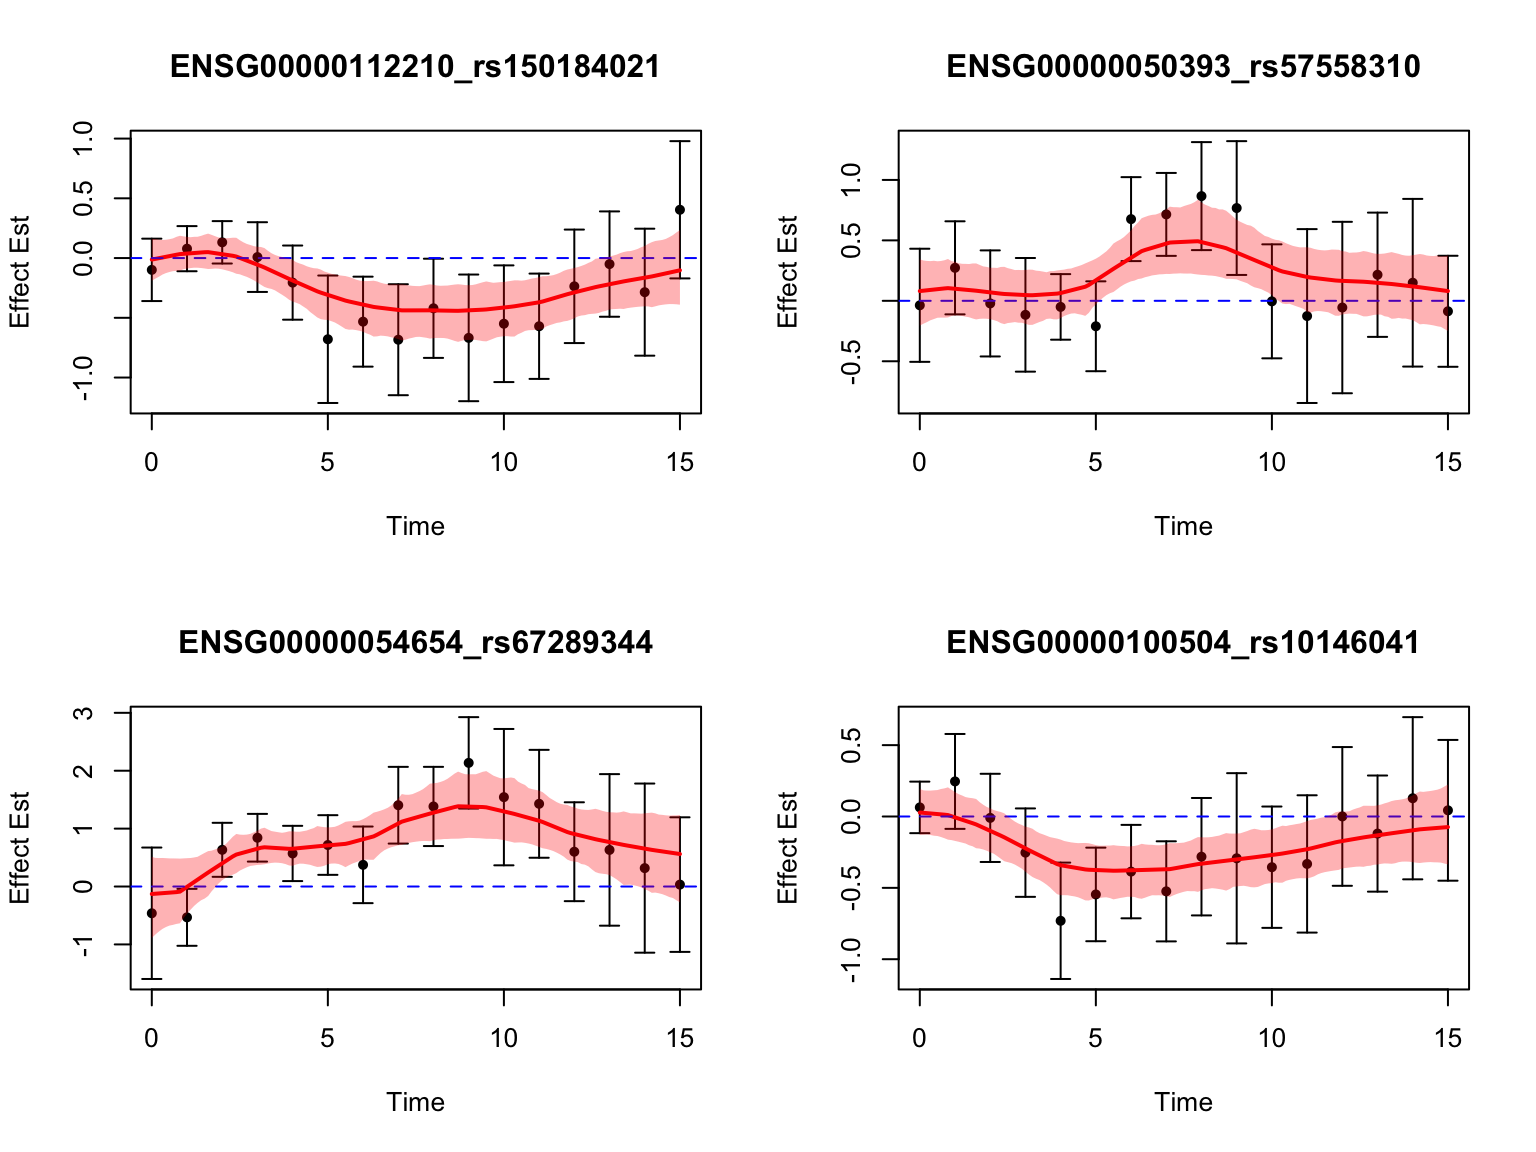 ENSG00000112210_rs150184021
Effect Est
1.0
0.5
0.0
-1.0
0 5 10 15
Time
ENSG00000050393_rs57558310
Effect Est
1.0
0.5
-0.5
0 5 10 15
Time
ENSG00000054654_rs67289344
Effect Est
3
2
1
0
-1
0 5 10 15
Time
ENSG00000100504_rs10146041
Effect Est
0.5
0.0
-0.5
-1.0
0 5 10 15
Time